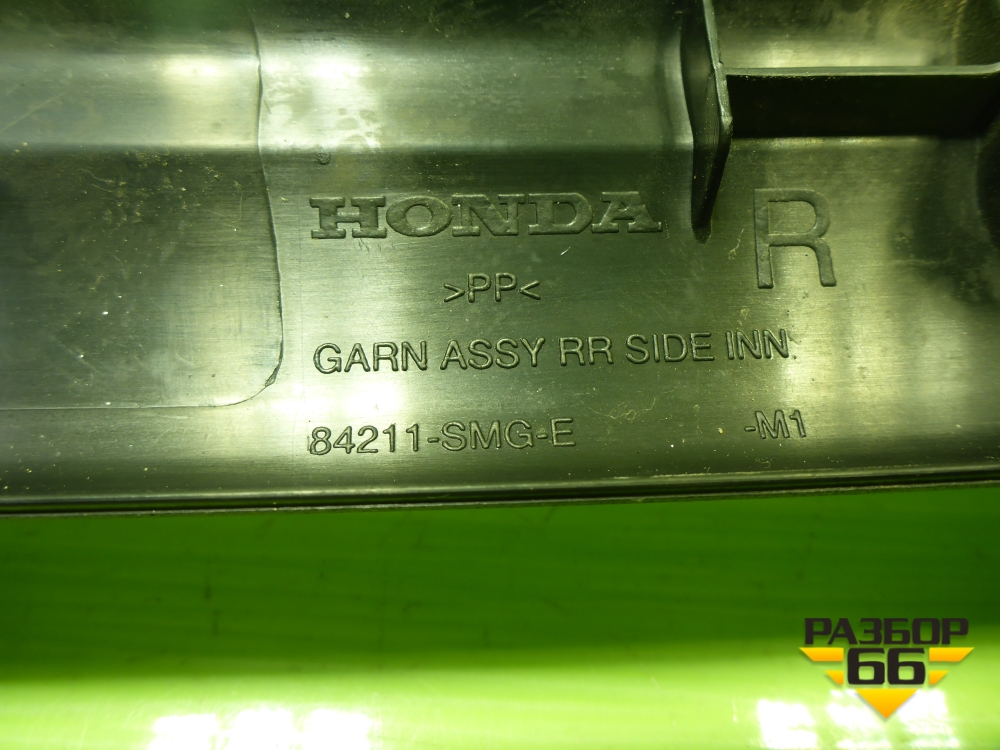 HONDA
R
>PP<
GARN ASSY RR SIDE INN
84211-SMG-E -M1
РАЗБОР
66